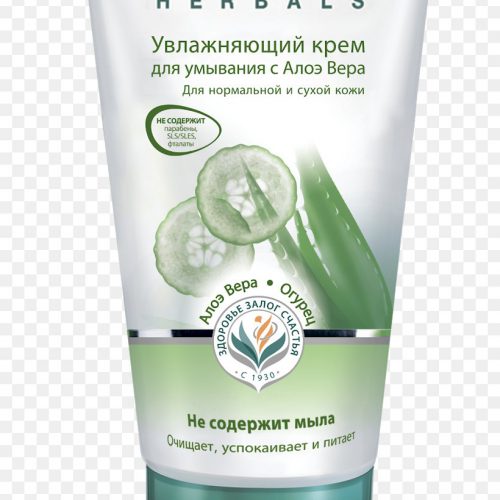 HERBALS
Увлажняющий крем
для умывания с Алоэ Вера
Для нормальной и сухой кожи
НЕ СОДЕРЖИТ
парабены,
SLS/SLES,
фталаты
Алоэ Вера • Огурец
ЗДОРОВЬЕ ЗАЛОГ СЧАСТЬЯ
• С 1930 •
Не содержит мыла
Очищает, успокаивает и питает